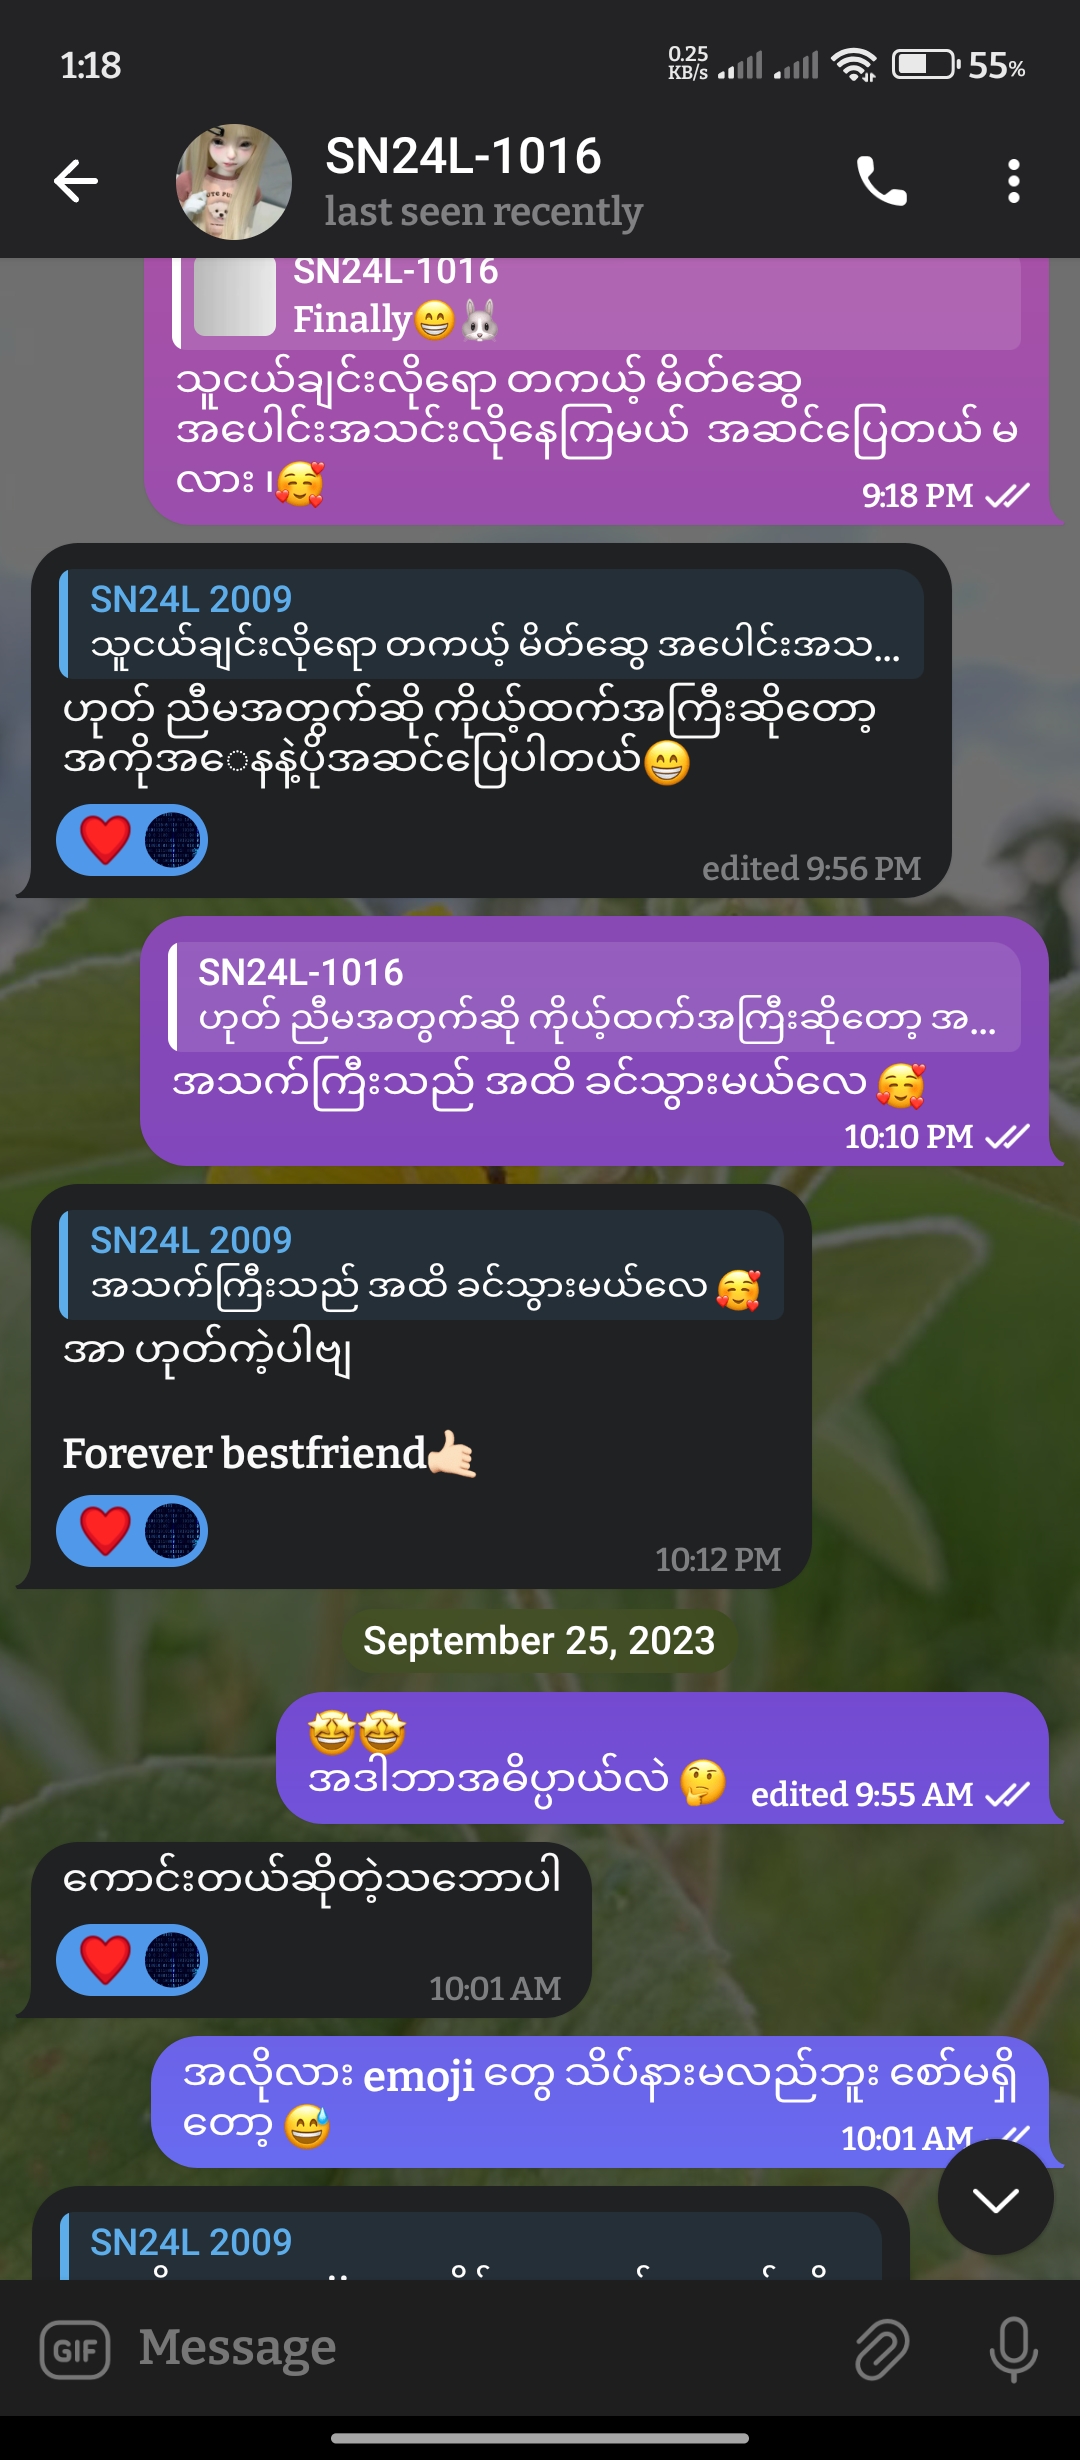 1:18
0.25 KB/s
55%
SN24L-1016
last seen recently
SN24L-1016
Finally😁🐰
သူငယ်ချင်းလိုရော တကယ့် မိတ်ဆွေ
အပေါင်းအသင်းလိုနေကြမယ် အဆင်ပြေတယ် မ
လား ၊🥰
9:18 PM
SN24L 2009
သူငယ်ချင်းလိုရော တကယ့် မိတ်ဆွေ အပေါင်းအသ...
ဟုတ် ညီမအတွက်ဆို ကိုယ့်ထက်အကြီးဆိုတော့
အကိုအ‌ေနနဲ့ပိုအဆင်ပြေပါတယ်😁
❤️
edited 9:56 PM
SN24L-1016
ဟုတ် ညီမအတွက်ဆို ကိုယ့်ထက်အကြီးဆိုတော့ အ...
အသက်ကြီးသည် အထိ ခင်သွားမယ်လေ 🥰
10:10 PM
SN24L 2009
အသက်ကြီးသည် အထိ ခင်သွားမယ်လေ 🥰
အာ ဟုတ်ကဲ့ပါဗျ
Forever bestfriend🤙🏻
❤️
10:12 PM
September 25, 2023
🤩🤩
အဒါဘာအဓိပ္ပာယ်လဲ 🤔
edited 9:55 AM
ကောင်းတယ်ဆိုတဲ့သဘောပါ
❤️
10:01 AM
အလိုလား emoji တွေ သိပ်နားမလည်ဘူး စော်မရှိ
တော့ 😅
10:01 AM
SN24L 2009
GIF
Message